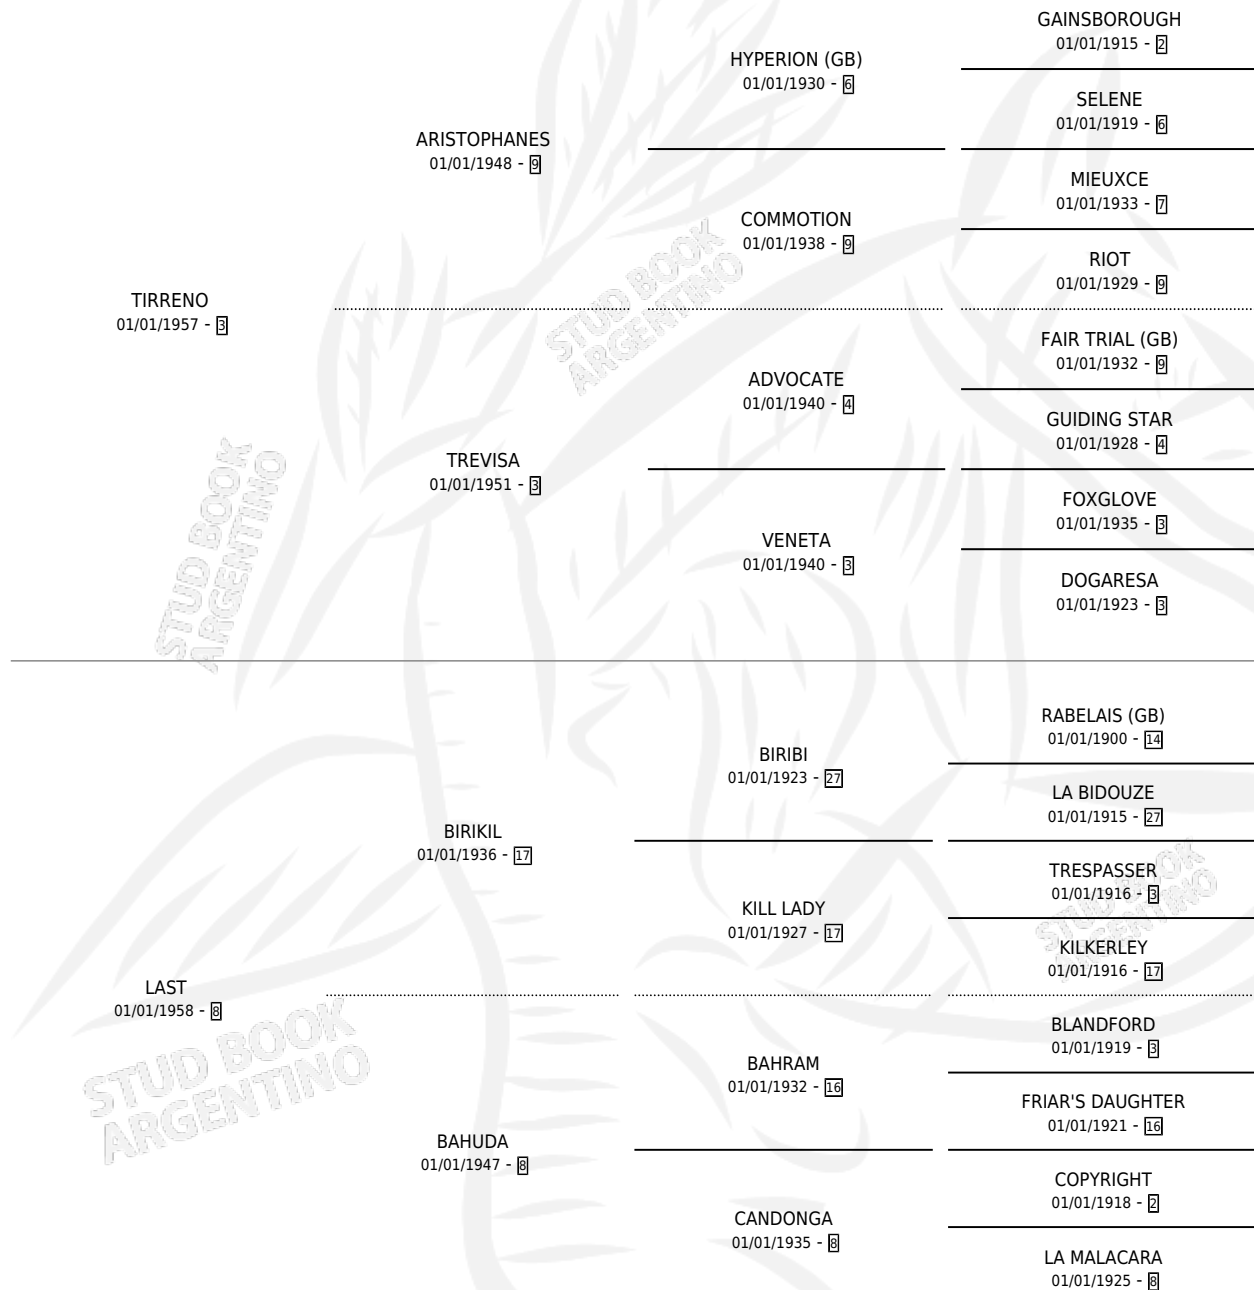 GAINSBOROUGH
01/01/1915 - 2
HYPERION (GB)
01/01/1930 - 6
SELENE
01/01/1919 - 6
ARISTOPHANES
01/01/1948 - 9
MIEUXCE
01/01/1933 - 7
COMMOTION
01/01/1938 - 9
RIOT
01/01/1929 - 9
TIRRENO
01/01/1957 - 3
FAIR TRIAL (GB)
01/01/1932 - 9
ADVOCATE
01/01/1940 - 4
GUIDING STAR
01/01/1928 - 4
TREVISA
01/01/1951 - 3
FOXGLOVE
01/01/1935 - 3
VENETA
01/01/1940 - 3
DOGARESA
01/01/1923 - 3
STUD BOOK
ARGENTINO
STUD BOOK
ARGENTINO
RABELAIS (GB)
01/01/1900 - 14
BIRIBI
01/01/1923 - 27
LA BIDOUZE
01/01/1915 - 27
BIRIKIL
01/01/1936 - 17
TRESPASSER
01/01/1916 - 3
KILL LADY
01/01/1927 - 17
KILKERLEY
01/01/1916 - 17
LAST
01/01/1958 - 8
BLANDFORD
01/01/1919 - 3
BAHRAM
01/01/1932 - 16
FRIAR'S DAUGHTER
01/01/1921 - 16
BAHUDA
01/01/1947 - 8
COPYRIGHT
01/01/1918 - 2
CANDONGA
01/01/1935 - 8
LA MALACARA
01/01/1925 - 8
STUD BOOK
ARGENTINO
STUD BOOK
ARGENTINO